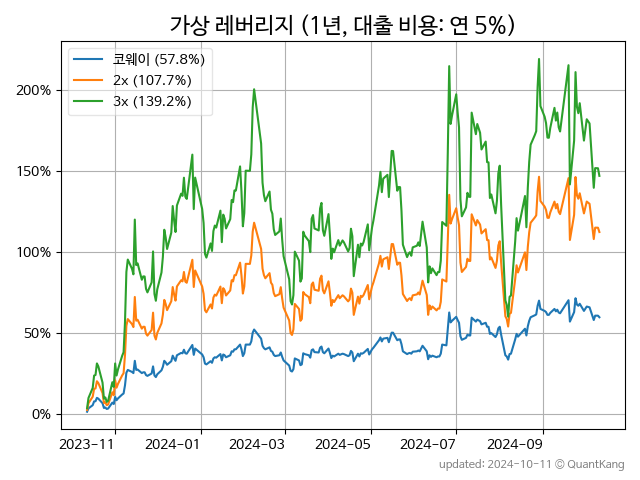 가상 레버리지 (1년, 대출 비용: 연 5%)
코웨이 (57.8%)
2x (107.7%)
3x (139.2%)
200%
150%
100%
50%
0%
2023-11 2024-01 2024-03 2024-05 2024-07 2024-09
updated: 2024-10-11 © QuantKang